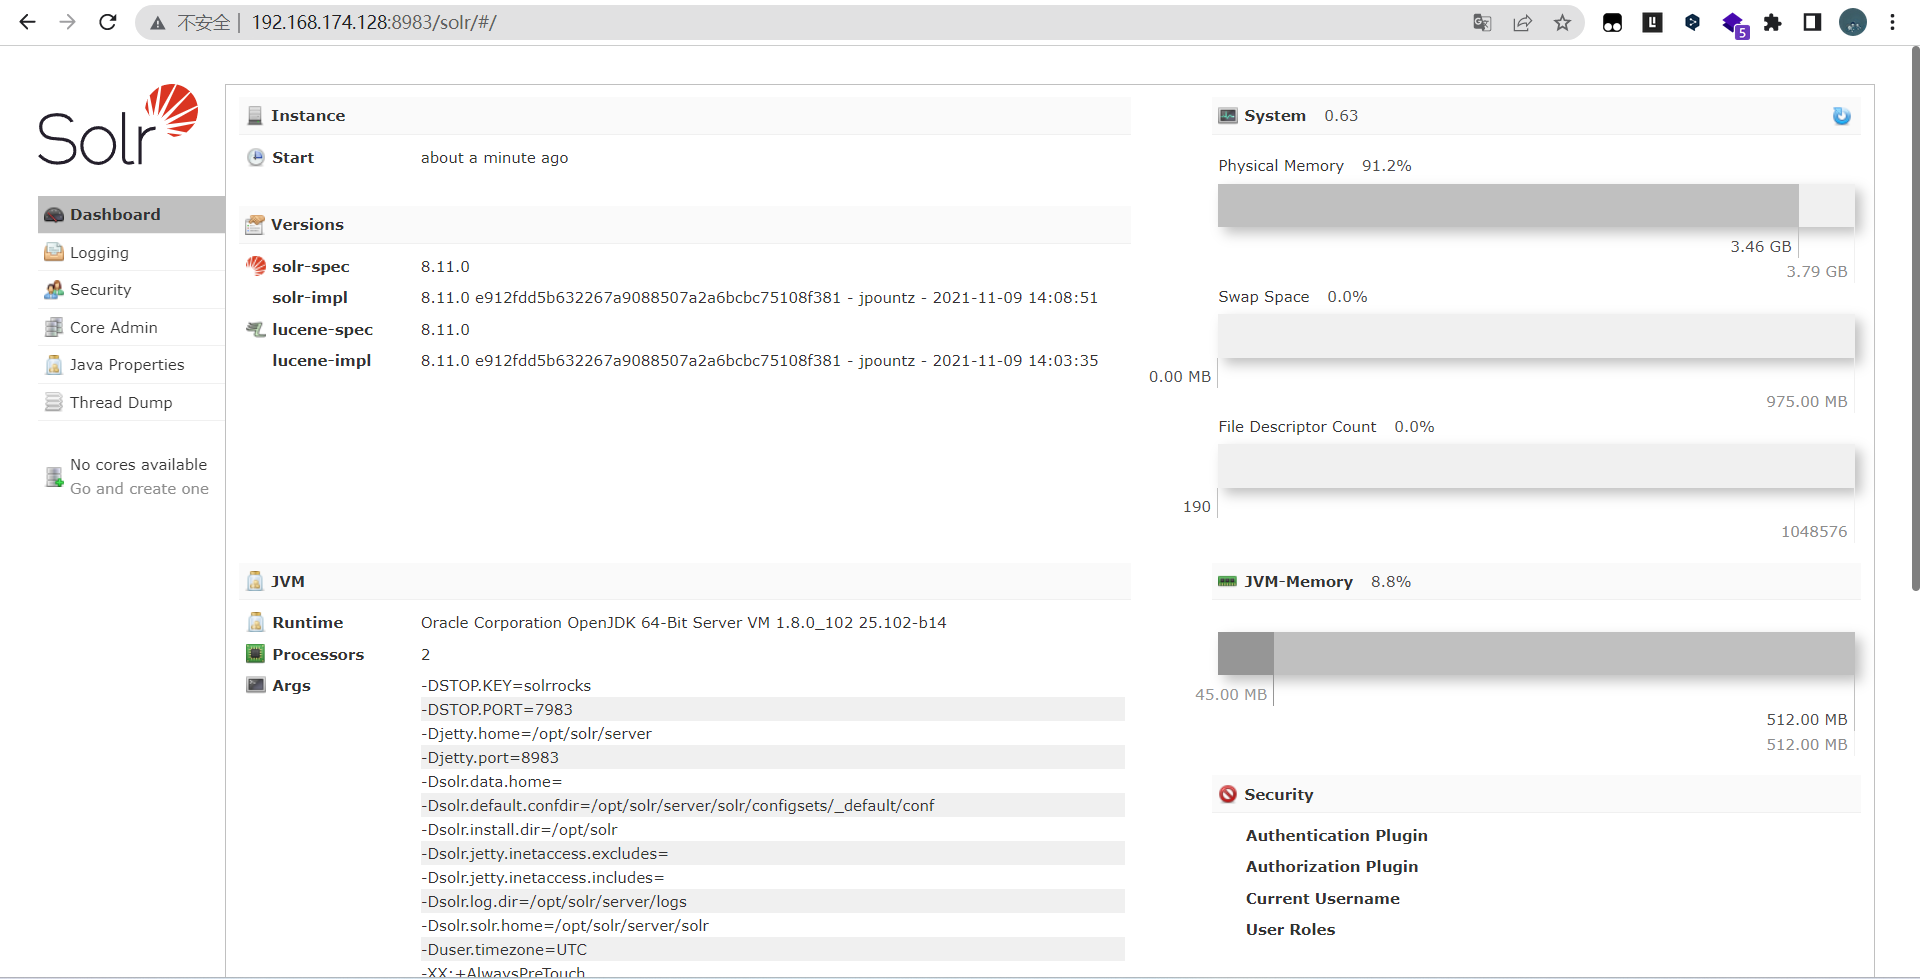 不安全 192.168.174.128:8983/solr/#/
5
Solr
Dashboard
Logging
Security
Core Admin
Java Properties
Thread Dump
No cores available
Go and create one
Instance
Start about a minute ago
Versions
solr-spec 8.11.0
solr-impl 8.11.0 e912fdd5b632267a9088507a2a6bcbc75108f381 - jpountz - 2021-11-09 14:08:51
lucene-spec 8.11.0
lucene-impl 8.11.0 e912fdd5b632267a9088507a2a6bcbc75108f381 - jpountz - 2021-11-09 14:03:35
JVM
Runtime Oracle Corporation OpenJDK 64-Bit Server VM 1.8.0_102 25.102-b14
Processors 2
Args -DSTOP.KEY=solrrocks
-DSTOP.PORT=7983
-Djetty.home=/opt/solr/server
-Djetty.port=8983
-Dsolr.data.home=
-Dsolr.default.confdir=/opt/solr/server/solr/configsets/_default/conf
-Dsolr.install.dir=/opt/solr
-Dsolr.jetty.inetaccess.excludes=
-Dsolr.jetty.inetaccess.includes=
-Dsolr.log.dir=/opt/solr/server/logs
-Dsolr.solr.home=/opt/solr/server/solr
-Duser.timezone=UTC
-XX:+AlwaysPreTouch
System 0.63
Physical Memory 91.2%
3.46 GB
3.79 GB
Swap Space 0.0%
0.00 MB
975.00 MB
File Descriptor Count 0.0%
190
1048576
JVM-Memory 8.8%
45.00 MB
512.00 MB
512.00 MB
Security
Authentication Plugin
Authorization Plugin
Current Username
User Roles